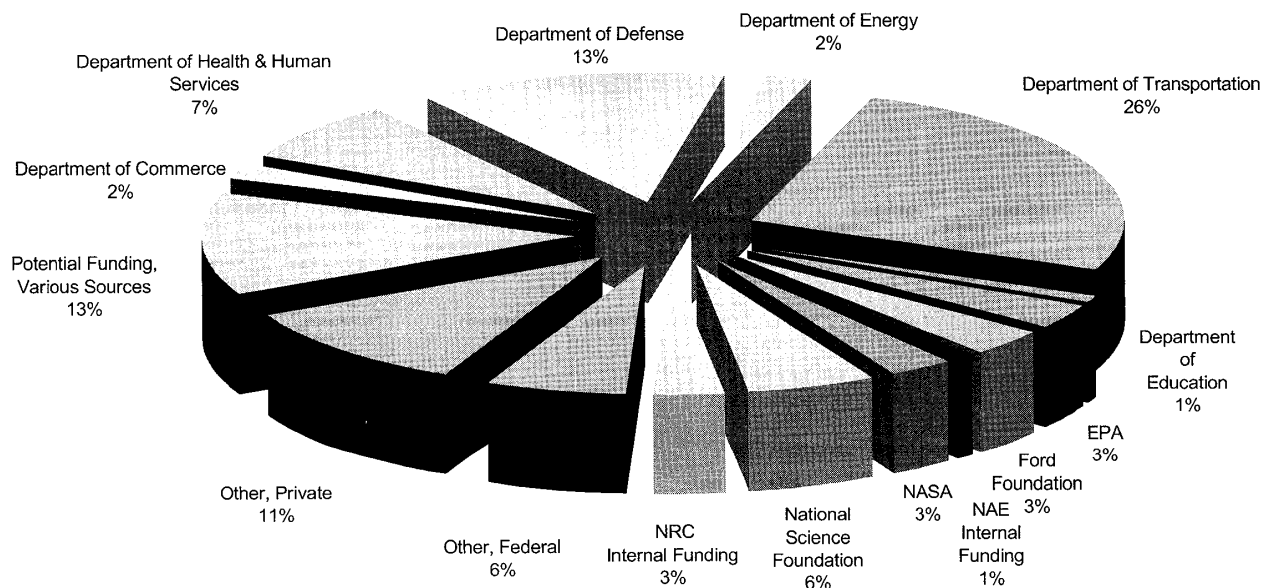 Department of Defense
13%
Department of Energy
2%
Department of Transportation
26%
Department of Health & Human
Services
7%
Department of Commerce
2%
Potential Funding,
Various Sources
13%
Department
of
Education
1%
EPA
3%
Ford
Foundation
3%
NAE
Internal
Funding
1%
NASA
3%
National
Science
Foundation
6%
NRC
Internal Funding
3%
Other, Federal
6%
Other, Private
11%